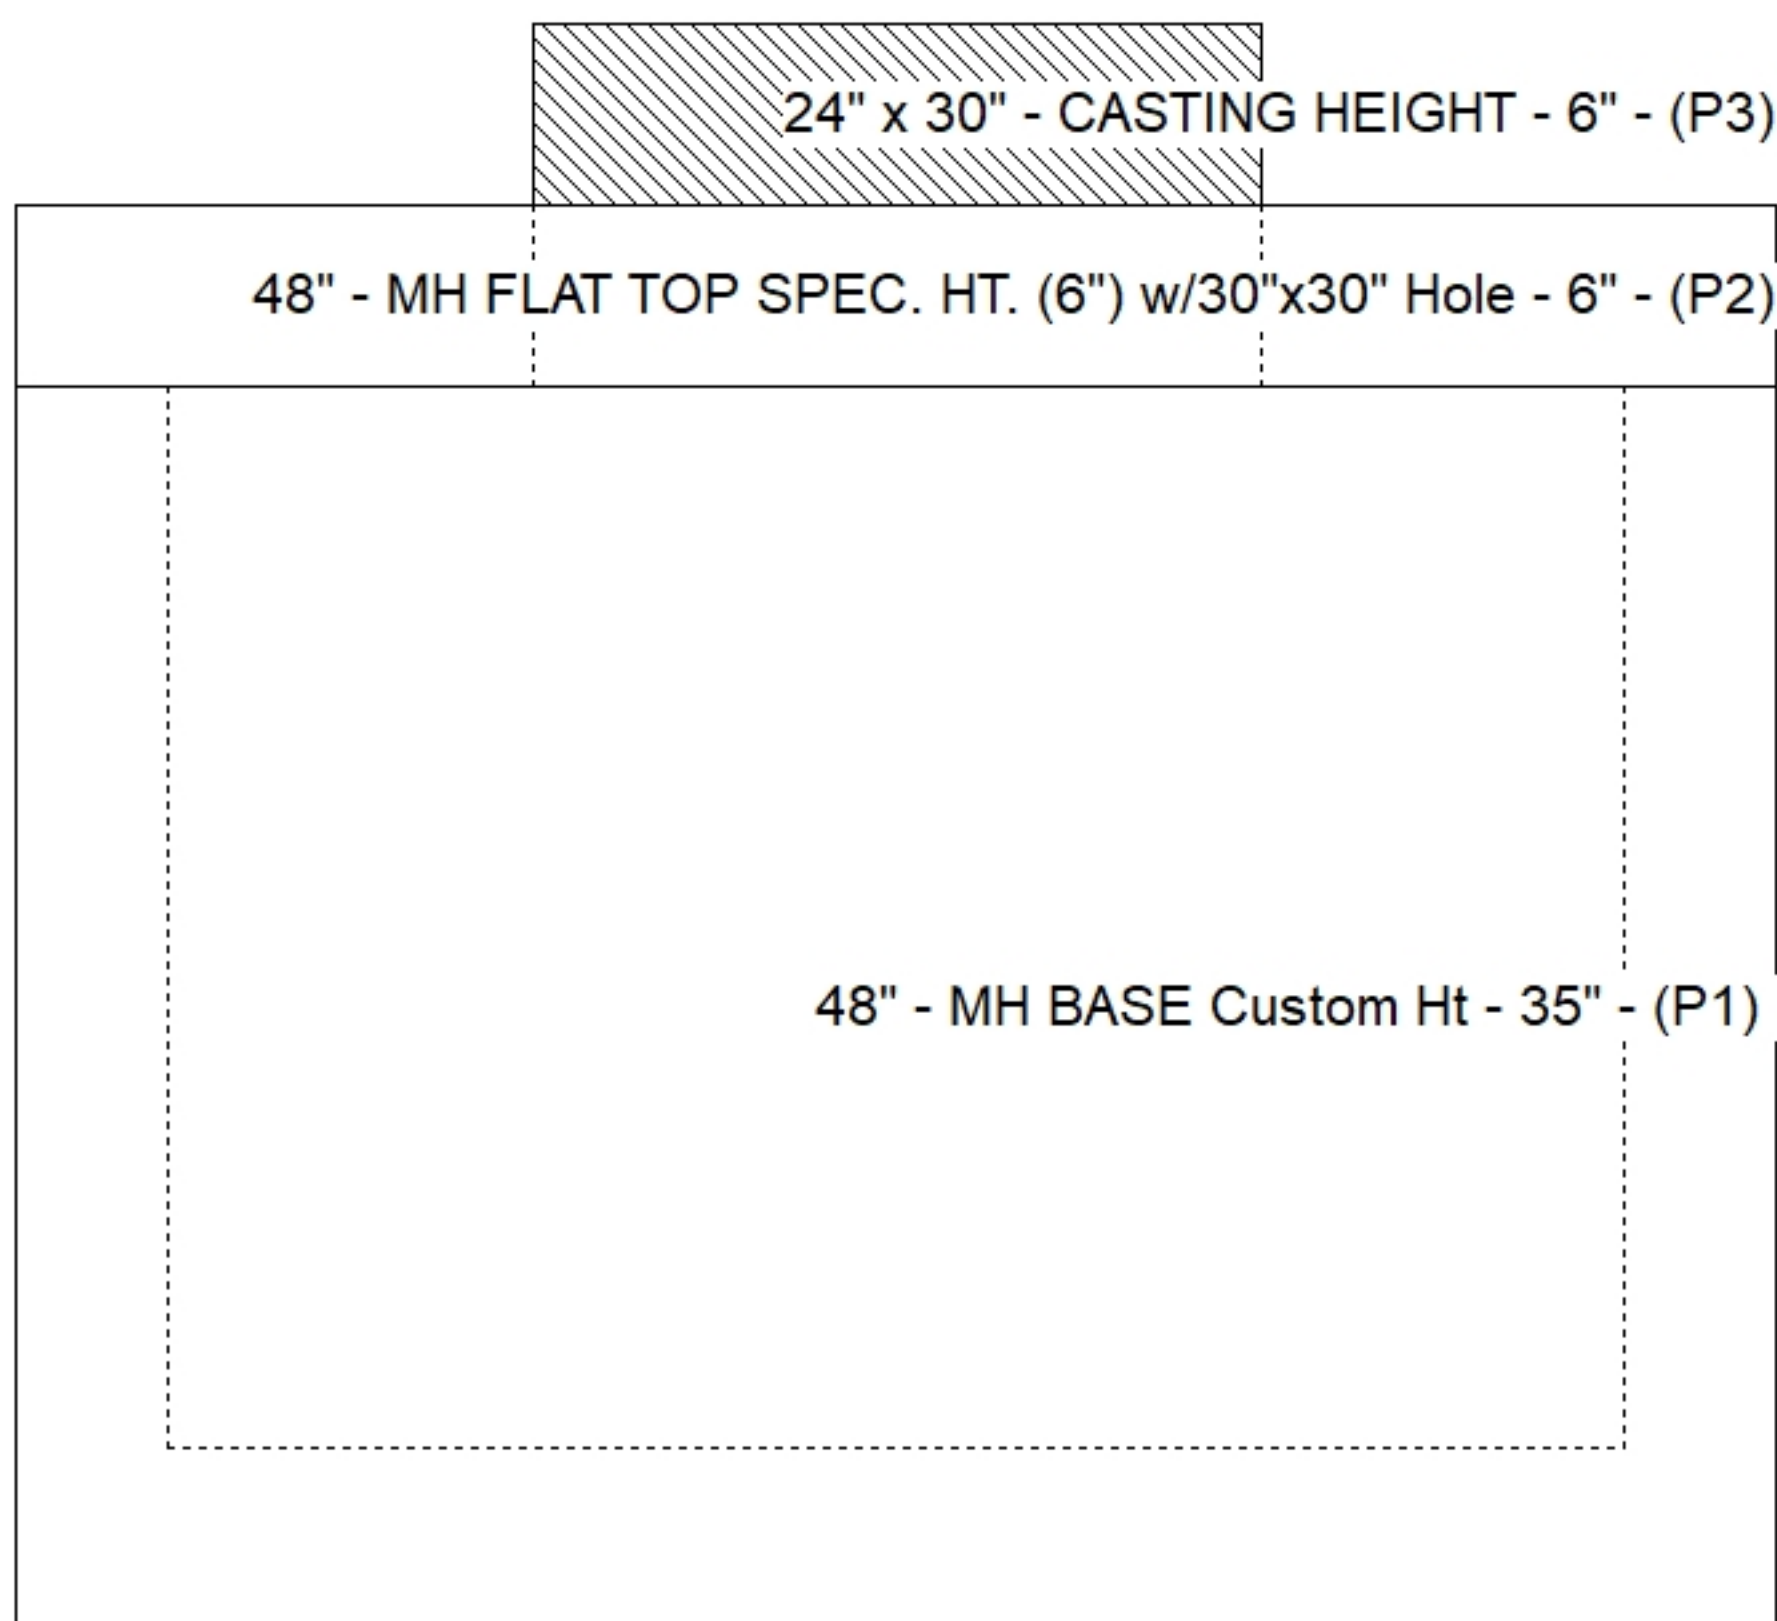 24" x 30" - CASTING HEIGHT - 6" - (P3)
48" - MH FLAT TOP SPEC. HT. (6") w/30"x30" Hole - 6" - (P2)
48" - MH BASE Custom Ht - 35" - (P1)